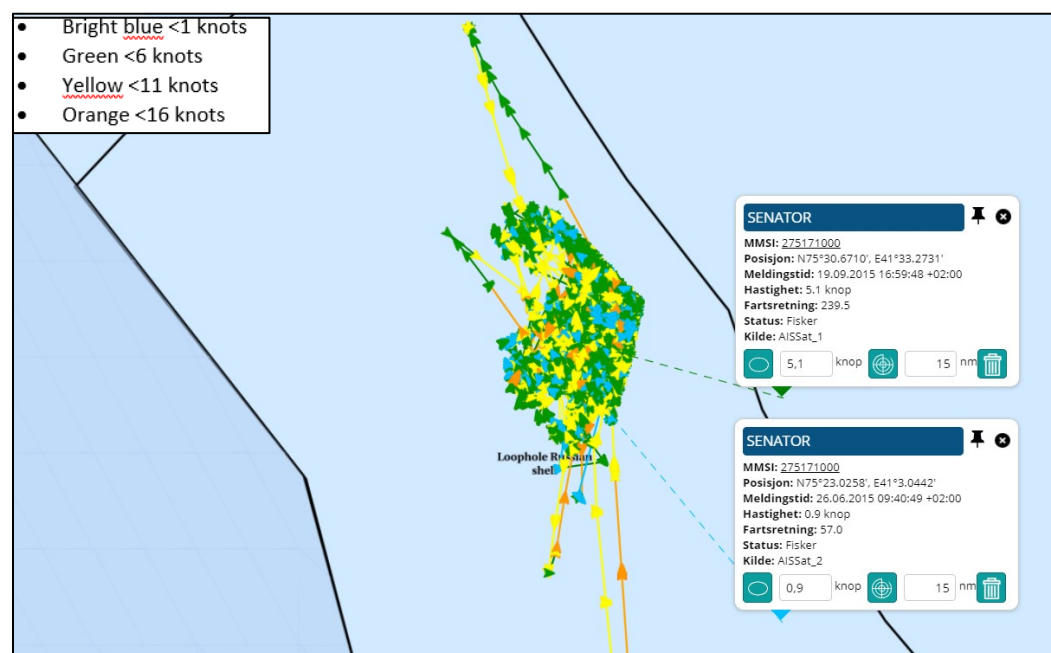 Bright blue <1 knots
Green <6 knots
Yellow <11 knots
Orange <16 knots
SENATOR
MMSI: 275171000
Posisjon: N75°30.6710', E41°33.2731'
Meldingstid: 19.09.2015 16:59:48 +02:00
Hastighet: 5.1 knop
Fartsretning: 239.5
Status: Fisker
Kilde: AISSat_1
5,1 knop 15 nm
SENATOR
MMSI: 275171000
Posisjon: N75°23.0258', E41°3.0442'
Meldingstid: 26.06.2015 09:40:49 +02:00
Hastighet: 0.9 knop
Fartsretning: 57.0
Status: Fisker
Kilde: AISSat_2
0,9 knop 15 nm
Loophole Russian
shelf